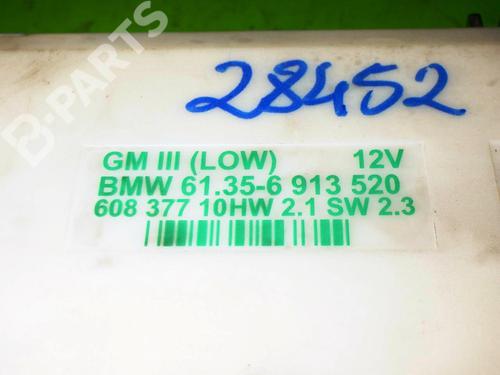 B-PARTS
28452
GM III (LOW) 12V
BMW 61.35-6 913 520
608 377 10HW 2.1 SW 2.3